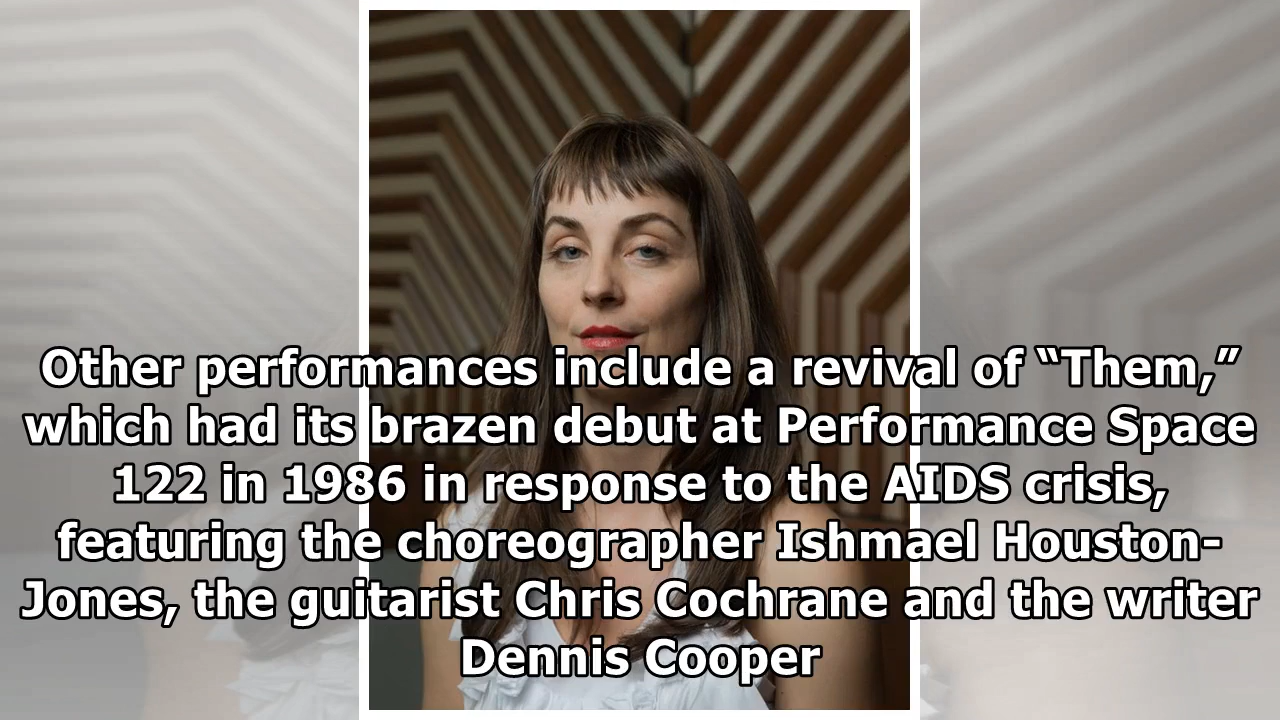 Other performances include a revival of “Them,”
which had its brazen debut at Performance Space
122 in 1986 in response to the AIDS crisis,
featuring the choreographer Ishmael Houston-
Jones, the guitarist Chris Cochrane and the writer
Dennis Cooper